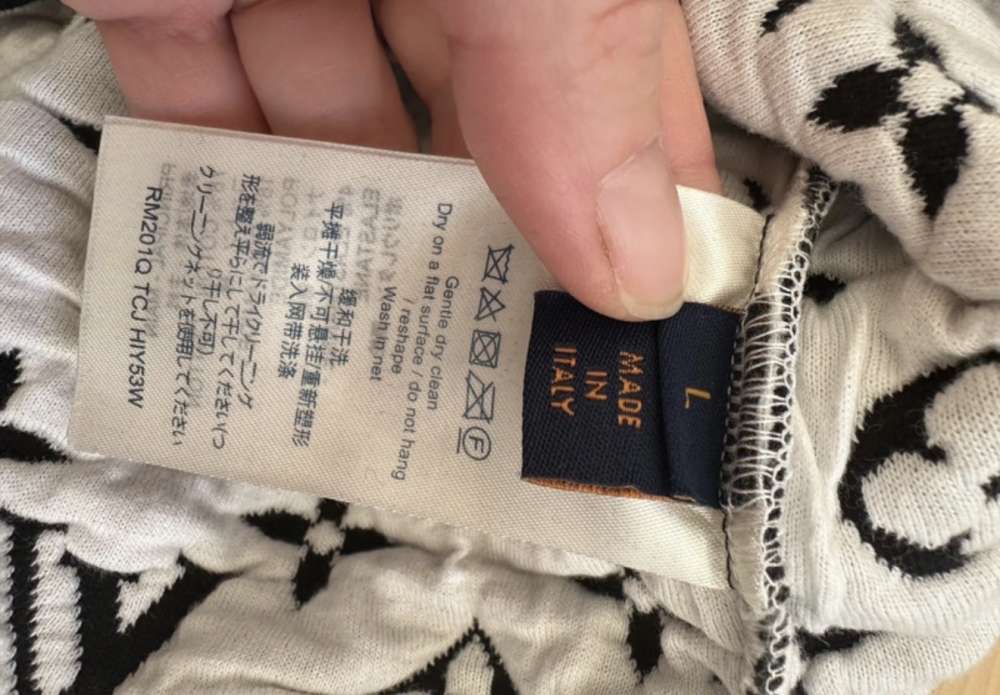 L
MADE
IN
ITALY
Gentle dry clean
Dry on a flat surface / do not hang
/ reshape
/ Wash in net
缓和干洗
平摊干燥/不可悬挂/重新塑形
装入网带洗涤
弱流でドライクリーニング
形を整え平らにして干してください(つ
り干し不可)
クリーニングネットを使用してください
RM201Q TCJ HIY53W
F